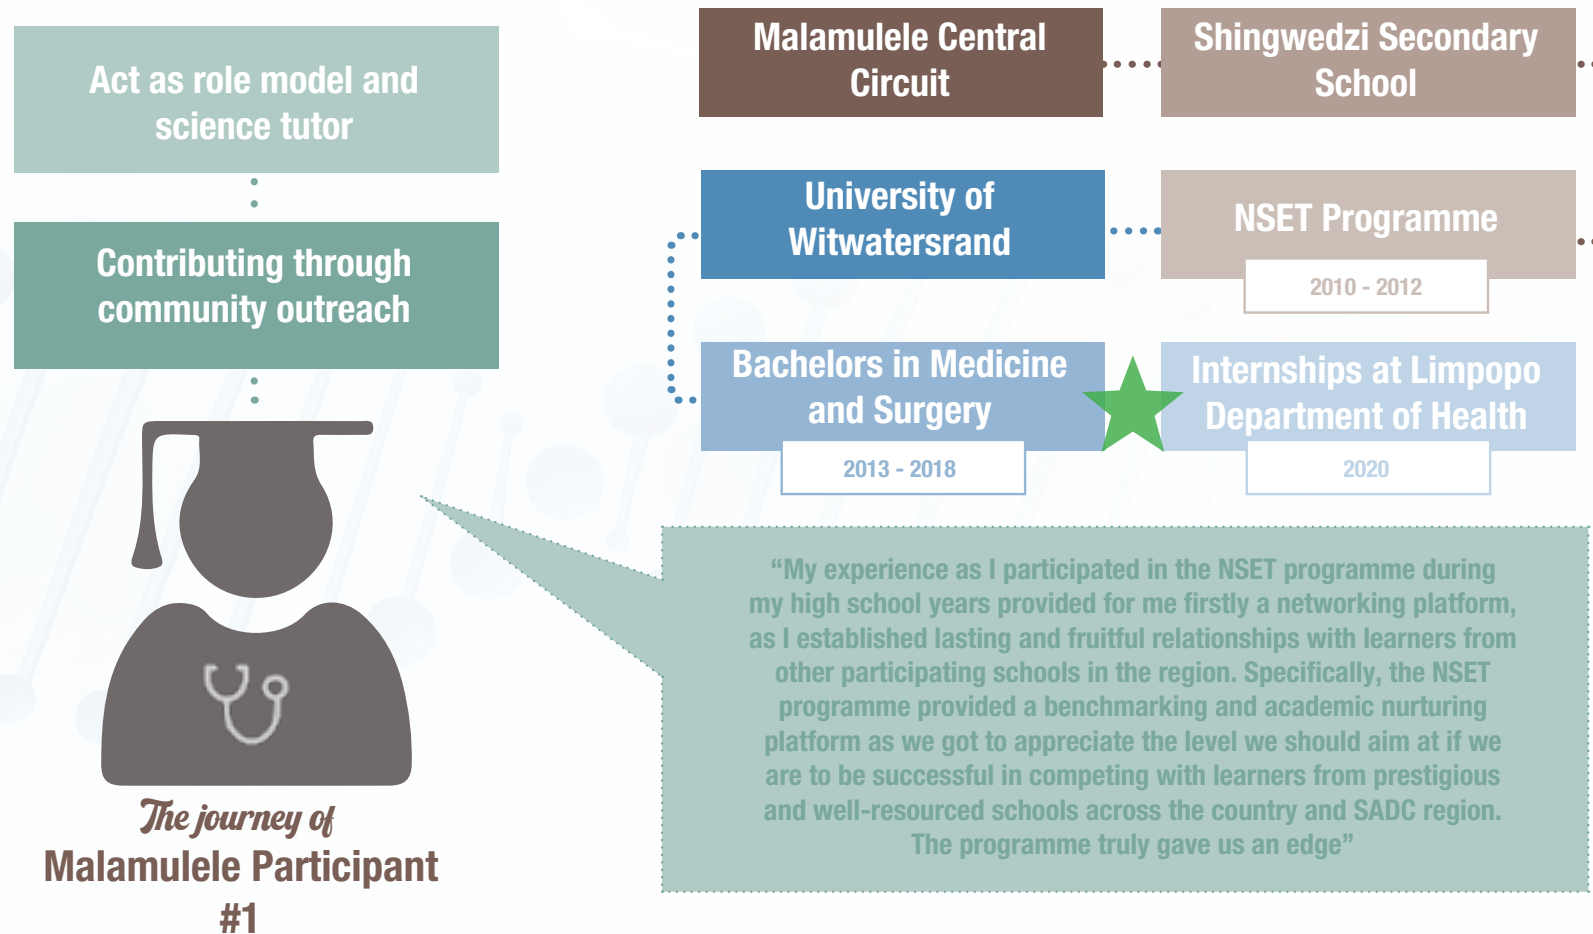 Act as role model and
science tutor
Contributing through
community outreach
The journey of
Malamulele Participant
#1
Malamulele Central
Circuit
Shingwedzi Secondary
School
University of
Witwatersrand
NSET Programme
2010 - 2012
Bachelors in Medicine
and Surgery
2013 - 2018
Internships at Limpopo
Department of Health
2020
“My experience as I participated in the NSET programme during
my high school years provided for me firstly a networking platform,
as I established lasting and fruitful relationships with learners from
other participating schools in the region. Specifically, the NSET
programme provided a benchmarking and academic nurturing
platform as we got to appreciate the level we should aim at if we
are to be successful in competing with learners from prestigious
and well-resourced schools across the country and SADC region.
The programme truly gave us an edge”